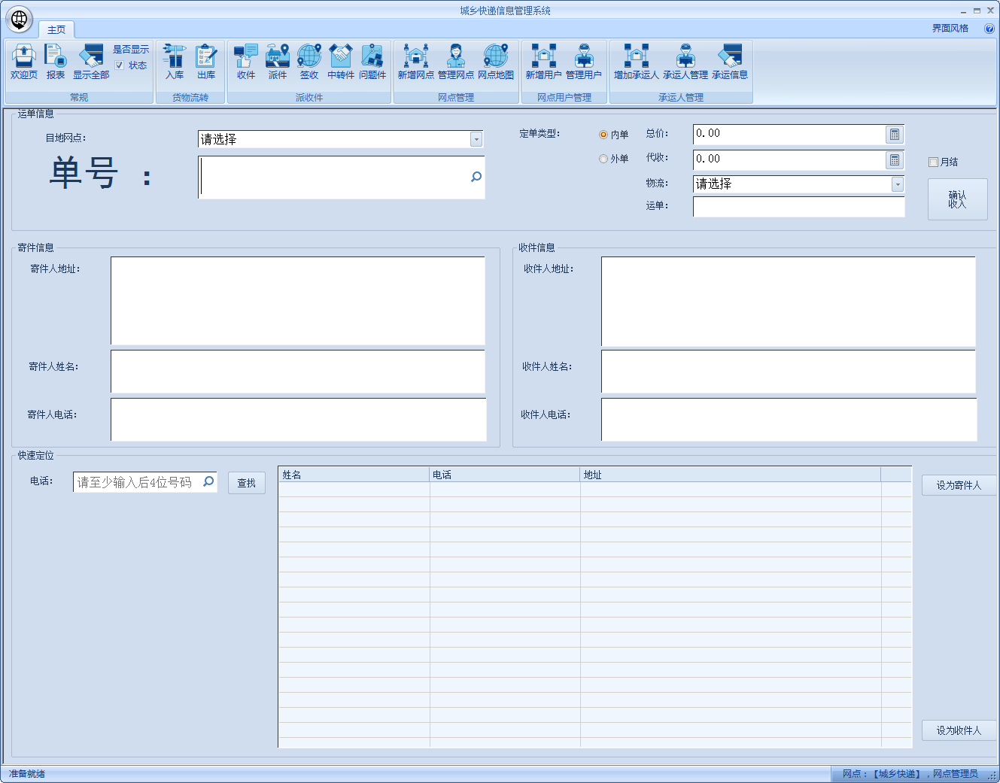 城乡快递信息管理系统
主页
界面风格
欢迎页 报表 显示全部 是否显示 状态
常规
入库 出库
货物流转
收件 派件 签收 中转件 问题件
派收件
新增网点 管理网点 网点地图
网点管理
新增用户 管理用户
网点用户管理
增加承运人 承运人管理 承运信息
承运人管理
运单信息
目地网点： 请选择
单号 ：
定单类型： 内单 外单
总价： 0.00
代收： 0.00
物流： 请选择
运单：
月结
确认
收入
寄件信息
寄件人地址：
寄件人姓名：
寄件人电话：
收件信息
收件人地址：
收件人姓名：
收件人电话：
快速定位
电话： 请至少输入后4位号码 查找
姓名 电话 地址
设为寄件人
设为收件人
准备就绪
网点：【城乡快递】，网点管理员